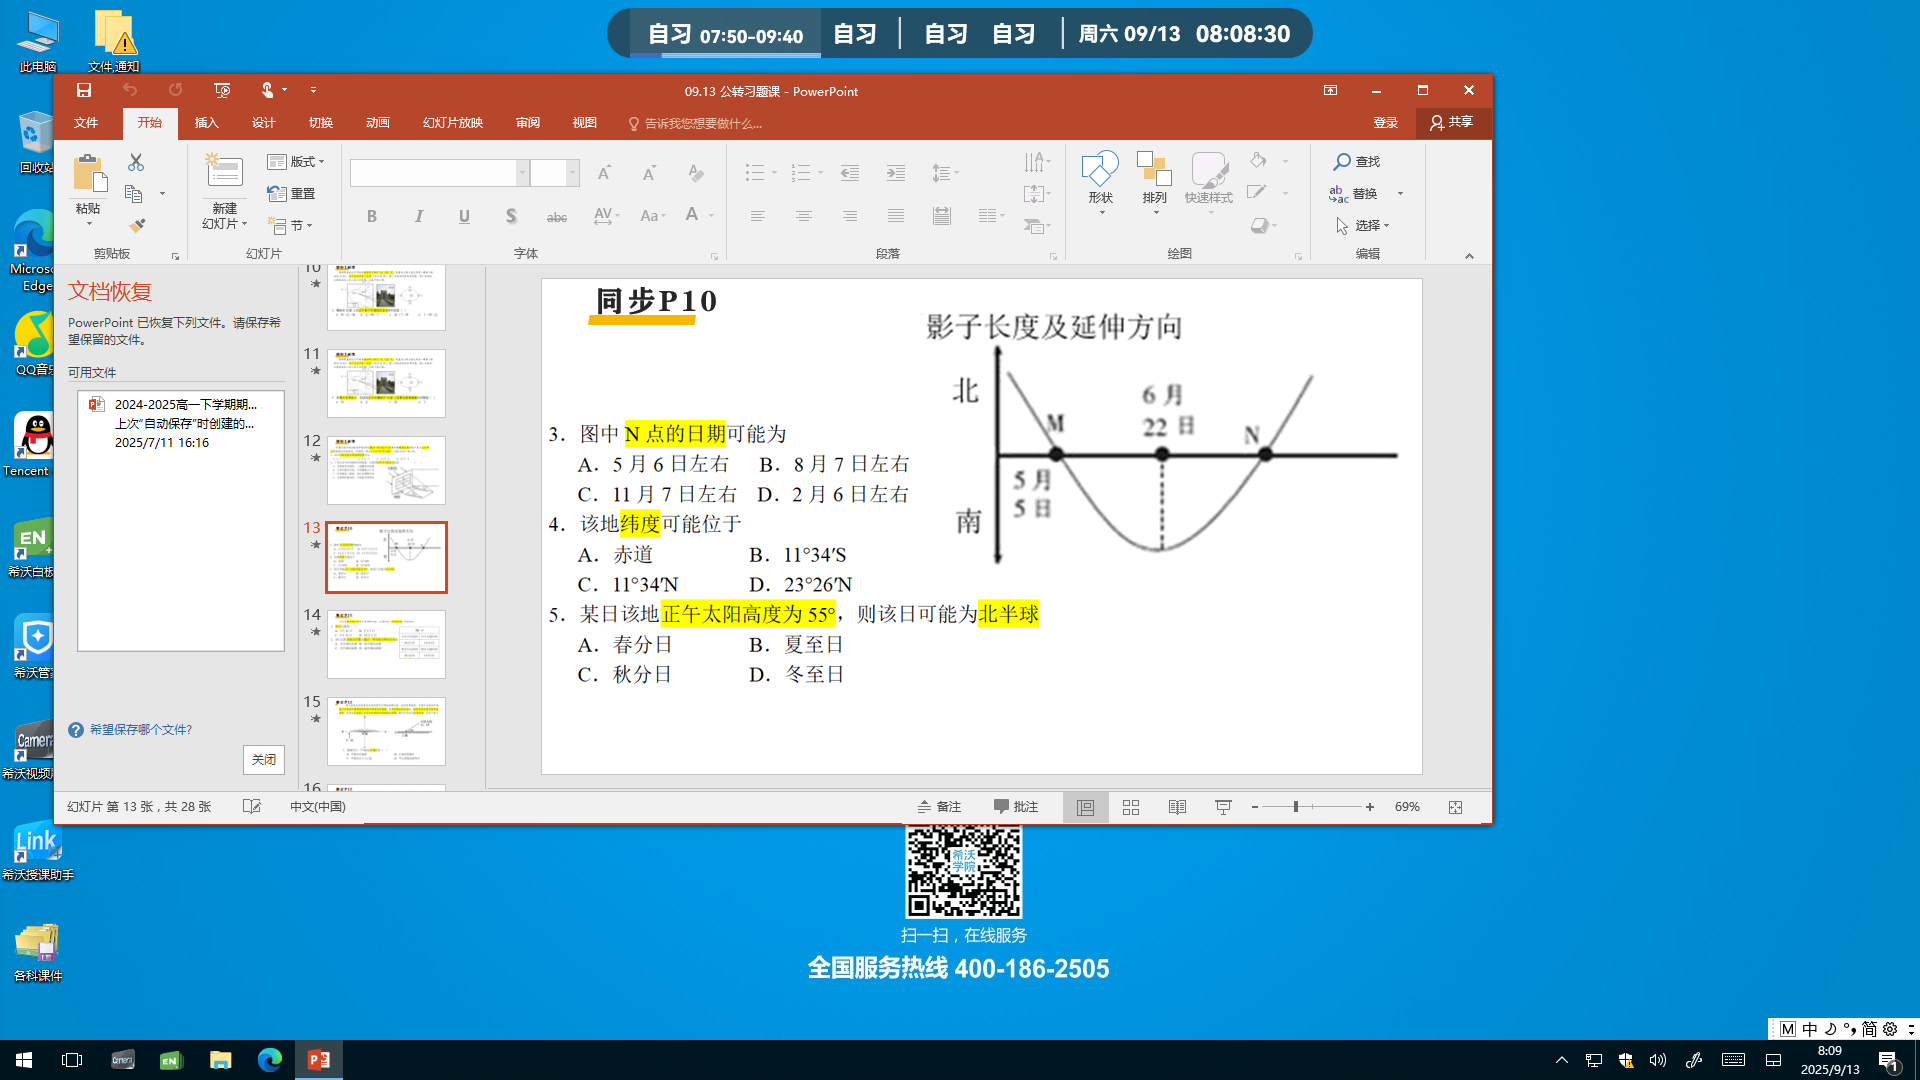 此电脑
文件,通知
自习 07:50-09:40 自习 自习 自习 周六 09/13 08:08:30
09.13 公转习题课 - PowerPoint
文件 开始 插入 设计 切换 动画 幻灯片放映 审阅 视图 告诉我您想要做什么... 登录 共享
粘贴 新建 幻灯片 版式 重置 节
形状 排列 快速样式 查找 替换 选择
剪贴板 幻灯片 字体 段落 绘图 编辑
回收站
Microso
Edge
QQ音乐
Tencent
EN
希沃白板
希沃管家
Camera
希沃视频
Link
希沃授课助手
各科课件
文档恢复
PowerPoint 已恢复下列文件。请保存希
望保留的文件。
可用文件
2024-2025高一下学期期...
上次“自动保存”时创建的...
2025/7/11 16:16
希望保存哪个文件?
关闭
10
11
12
13
14
15
16
同步P10
影子长度及延伸方向
北
南
M
6 月
22 日
N
5 月
5 日
3. 图中 N 点的日期可能为
A. 5 月 6 日左右 B. 8 月 7 日左右
C. 11 月 7 日左右 D. 2 月 6 日左右
4. 该地纬度可能位于
A. 赤道 B. 11°34′S
C. 11°34′N D. 23°26′N
5. 某日该地正午太阳高度为 55°，则该日可能为北半球
A. 春分日 B. 夏至日
C. 秋分日 D. 冬至日
幻灯片 第 13 张，共 28 张 中文(中国) 备注 批注 69%
希沃
学院
扫一扫，在线服务
全国服务热线 400-186-2505
M 中 简
8:09
2025/9/13
1